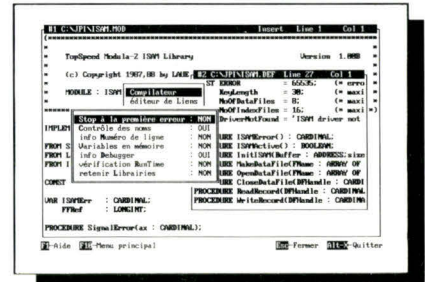 #1 C:\JPI\ISAM.MOD Insert Line 1 Col 1
TopSpeed Modula-2 ISAM Library Version 1.00B
(c) Copyright 1987,88 by
#2 C:\JPI\ISAM.DEF Line 27 Col 1
ST ERROR = 65535; (* erro
MODULE : ISAM
Compilateur
éditeur de Liens
KeyLength = 30; (* maxi
NoOfDataFiles = 8; (* maxi
NoOfIndexFiles = 16; (* maxi *)
DriverNotFound = 'ISAM driver not
Stop à la première erreur : NON
Contrôle des noms : OUI
info Numéro de ligne : NON
Variables en mémoire : NON
info Debugger : OUI
vérification RunTime : NON
retenir Librairies : NON
IMPLEM
FROM S
FROM
FROM
CONST
URE ISAMError() : CARDINAL;
URE ISAMActive() : BOOLEAN;
URE InitISAM(Buffer : ADDRESS;size
URE MakeDataFile(FName : ARRAY OF
URE OpenDataFile(FName : ARRAY OF
URE CloseDataFile(DFHandle : CARDI
PROCEDURE ReadRecord(DFHandle : CARDINAL
PROCEDURE WriteRecord(DFHandle : CARDINA
VAR ISAMErr : CARDINAL;
FFRef : LONGINT;
PROCEDURE SignalError(ax : CARDINAL);
F1-Aide F10-Menu principal Esc-Fermer Alt-X-Quitter